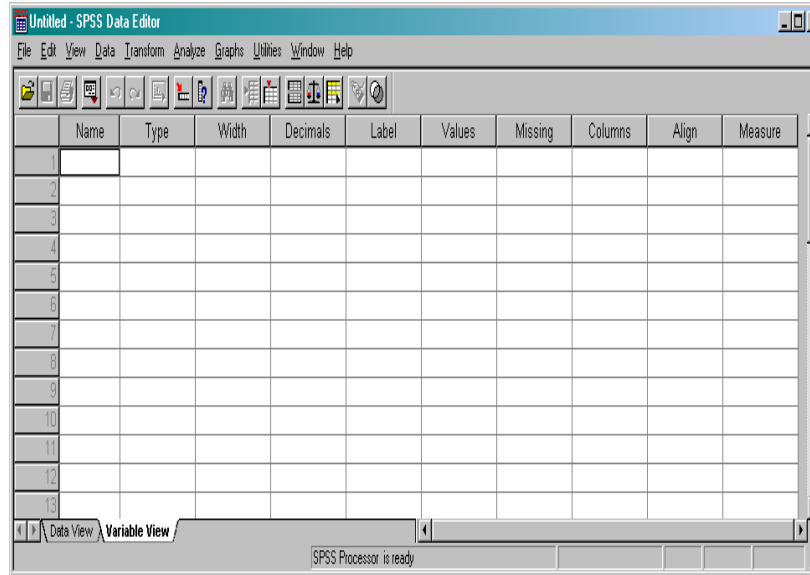 Untitled - SPSS Data Editor
File Edit View Data Transform Analyze Graphs Utilities Window Help
Name Type Width Decimals Label Values Missing Columns Align Measure
1
2
3
4
5
6
7
8
9
10
11
12
13
Data View Variable View
SPSS Processor is ready